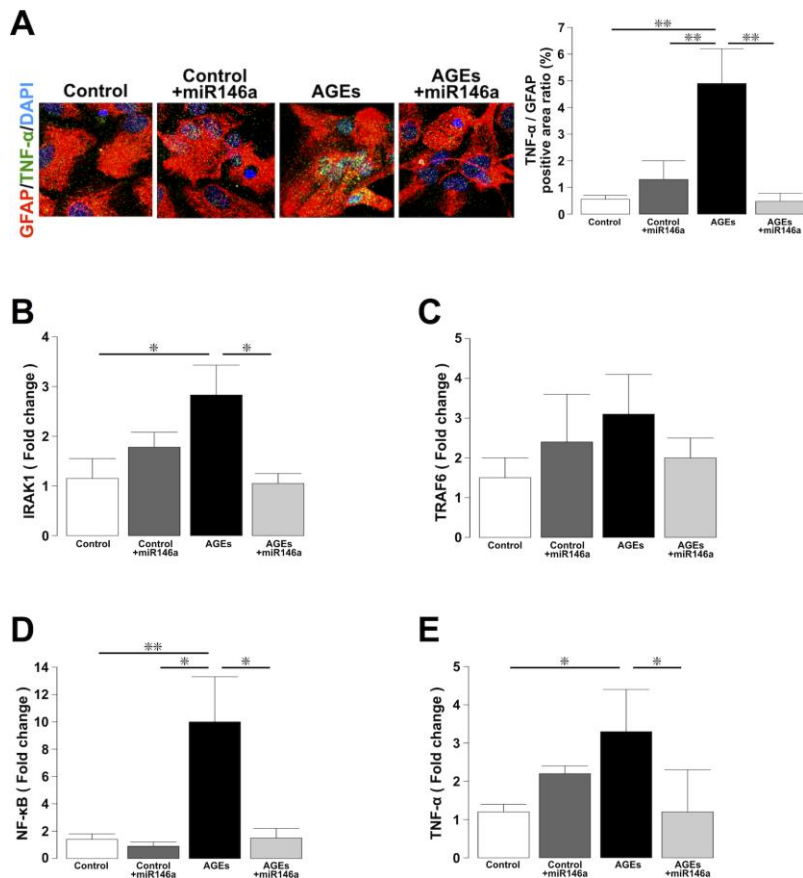 A
Control
Control
+miR146a
AGEs
AGEs
+miR146a
GFAP/TNF-α/DAPI
TNF-α / GFAP
positive area ratio (%)
7
6
5
4
3
2
1
0
**
**
**
Control
Control
+miR146a
AGEs
AGEs
+miR146a
B
IRAK1 ( Fold change )
4
3
2
1
0
*
*
Control
Control
+miR146a
AGEs
AGEs
+miR146a
C
TRAF6 ( Fold change )
5
4
3
2
1
0
Control
Control
+miR146a
AGEs
AGEs
+miR146a
D
NF-κB ( Fold change )
14
12
10
8
6
4
2
0
**
*
*
Control
Control
+miR146a
AGEs
AGEs
+miR146a
E
TNF-α ( Fold change )
5
4
3
2
1
0
*
*
Control
Control
+miR146a
AGEs
AGEs
+miR146a